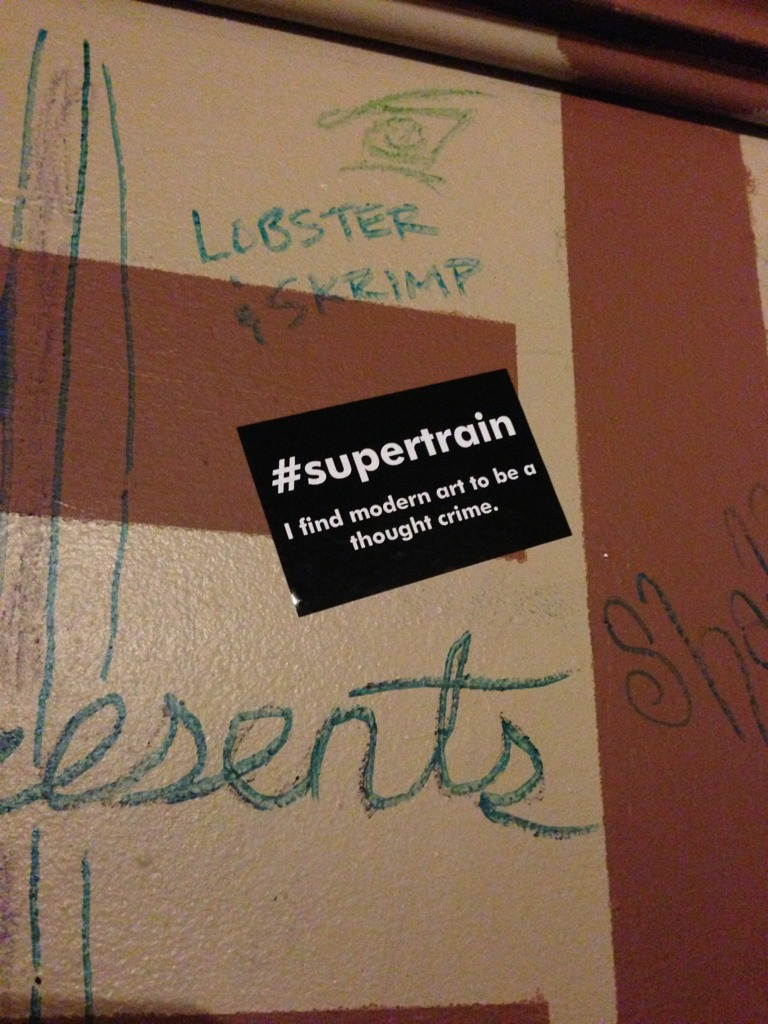 LOBSTER
& SKRIMP
#supertrain
I find modern art to be a
thought crime.
esents